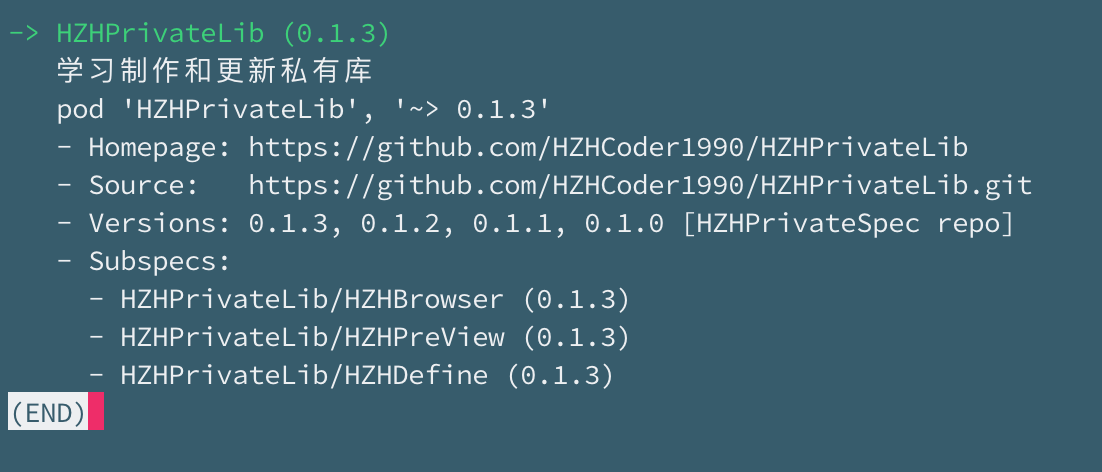 -> HZHPrivateLib (0.1.3)
学习制作和更新私有库
pod 'HZHPrivateLib', '~> 0.1.3'
- Homepage: https://github.com/HZHCoder1990/HZHPrivateLib
- Source:   https://github.com/HZHCoder1990/HZHPrivateLib.git
- Versions: 0.1.3, 0.1.2, 0.1.1, 0.1.0 [HZHPrivateSpec repo]
- Subspecs:
- HZHPrivateLib/HZHBrowser (0.1.3)
- HZHPrivateLib/HZHPreView (0.1.3)
- HZHPrivateLib/HZHDefine (0.1.3)
(END)